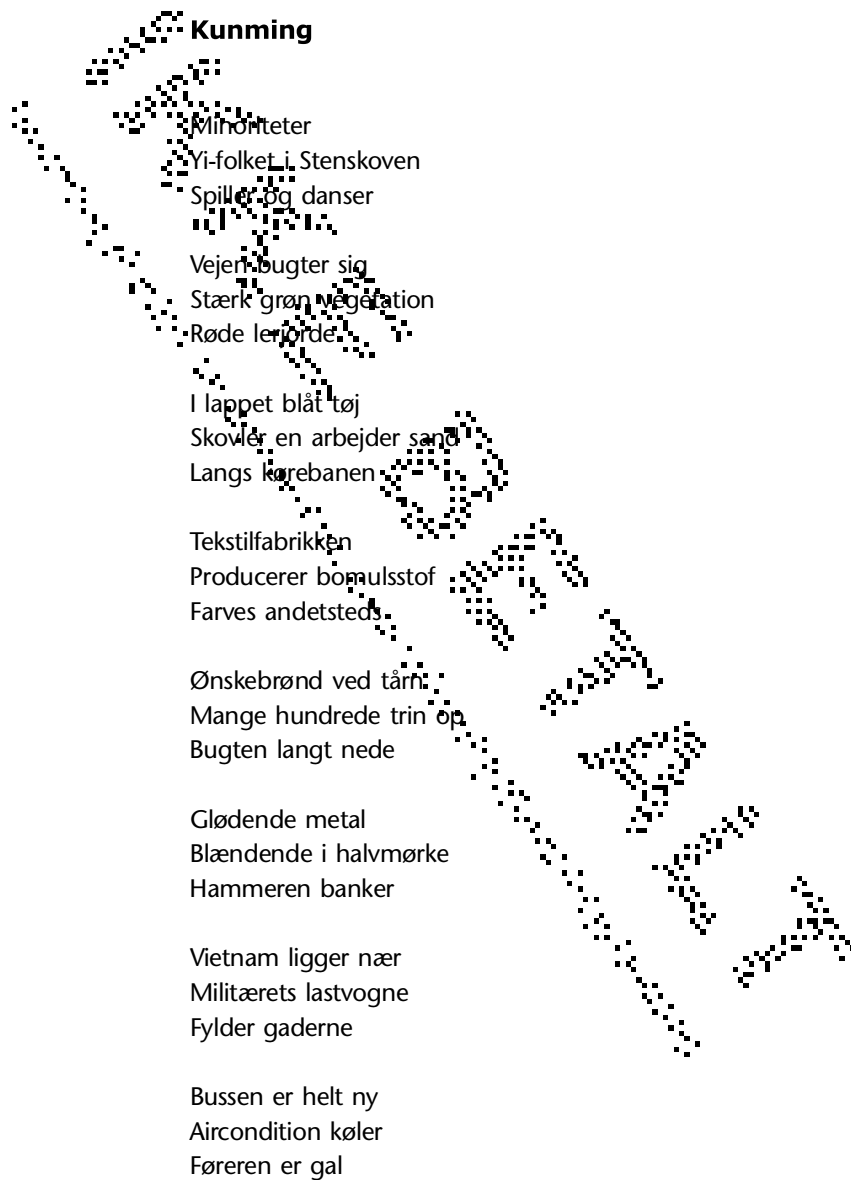 Kunming
Minoriteter
Yi-folket i Stenskoven
Spiller og danser
Vejen bugter sig
Stærk grøn vegetation
Røde lerjorde
I lappet blåt tøj
Skovler en arbejder sand
Langs kørebanen
Tekstilfabrikken
Producerer bomulsstof
Farves andetsteds
Ønskebrønd ved tårn
Mange hundrede trin op
Bugten langt nede
Glødende metal
Blændende i halvmørke
Hammeren banker
Vietnam ligger nær
Militærets lastvogne
Fylder gaderne
Bussen er helt ny
Aircondition køler
Føreren er gal
BETALT